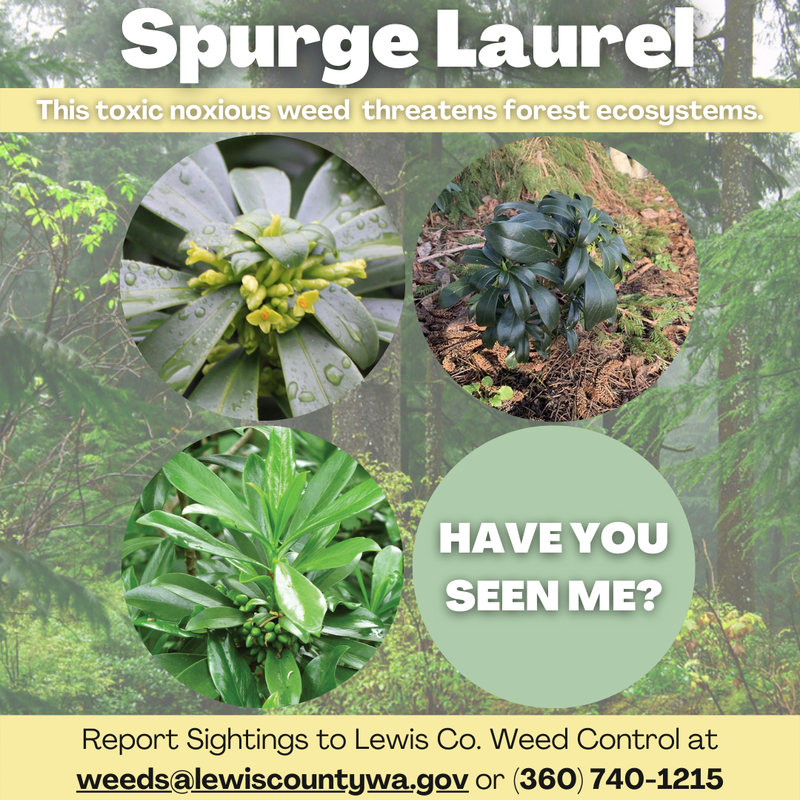 Spurge Laurel
This toxic noxious weed threatens forest ecosystems.
HAVE YOU
SEEN ME?
Report Sightings to Lewis Co. Weed Control at
weeds@lewiscountywa.gov or (360) 740-1215